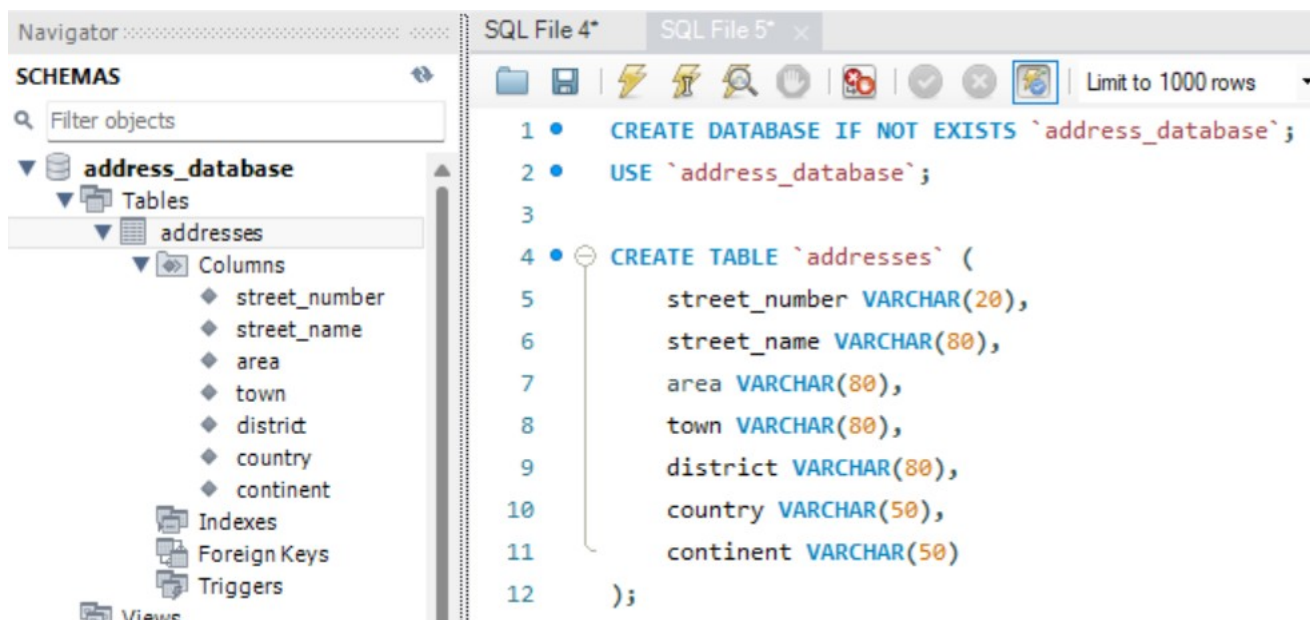 Navigator
SCHEMAS
Filter objects
address_database
Tables
addresses
Columns
street_number
street_name
area
town
district
country
continent
Indexes
Foreign Keys
Triggers
Views
SQL File 4*
SQL File 5*
Limit to 1000 rows
1 CREATE DATABASE IF NOT EXISTS `address_database`;
2 USE `address_database`;
3
4 CREATE TABLE `addresses` (
5 street_number VARCHAR(20),
6 street_name VARCHAR(80),
7 area VARCHAR(80),
8 town VARCHAR(80),
9 district VARCHAR(80),
10 country VARCHAR(50),
11 continent VARCHAR(50)
12 );